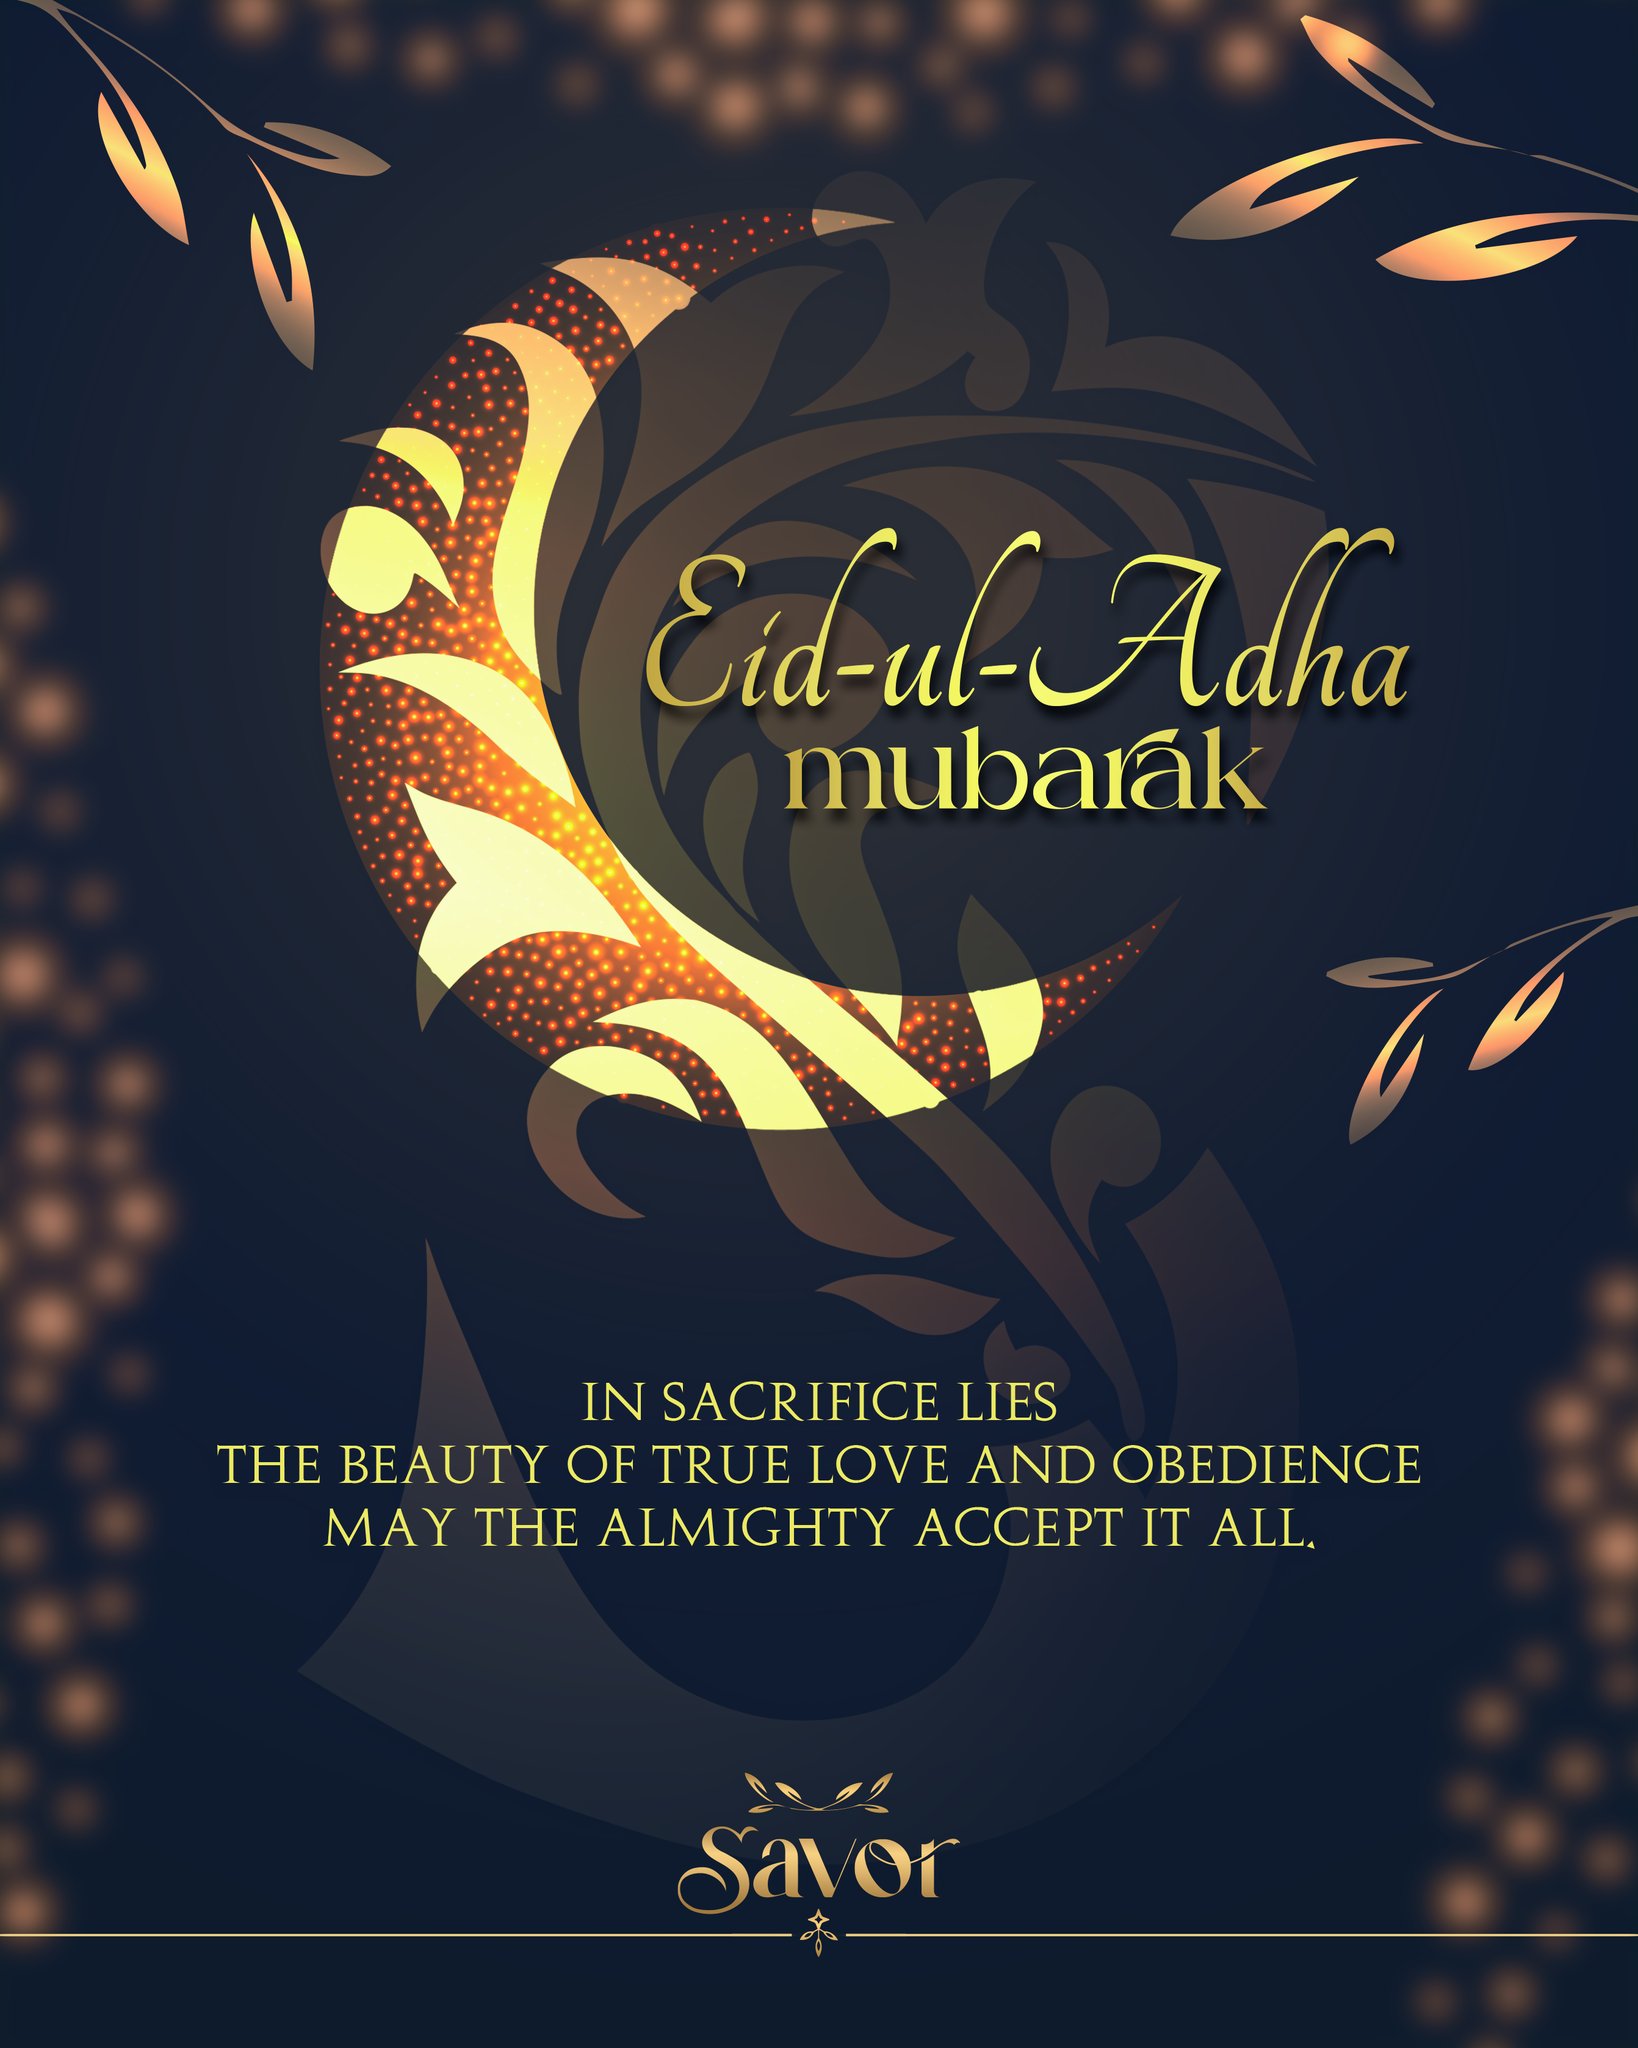 Eid-ul-Adha
mubarak
IN SACRIFICE LIES
THE BEAUTY OF TRUE LOVE AND OBEDIENCE
MAY THE ALMIGHTY ACCEPT IT ALL.
Savor